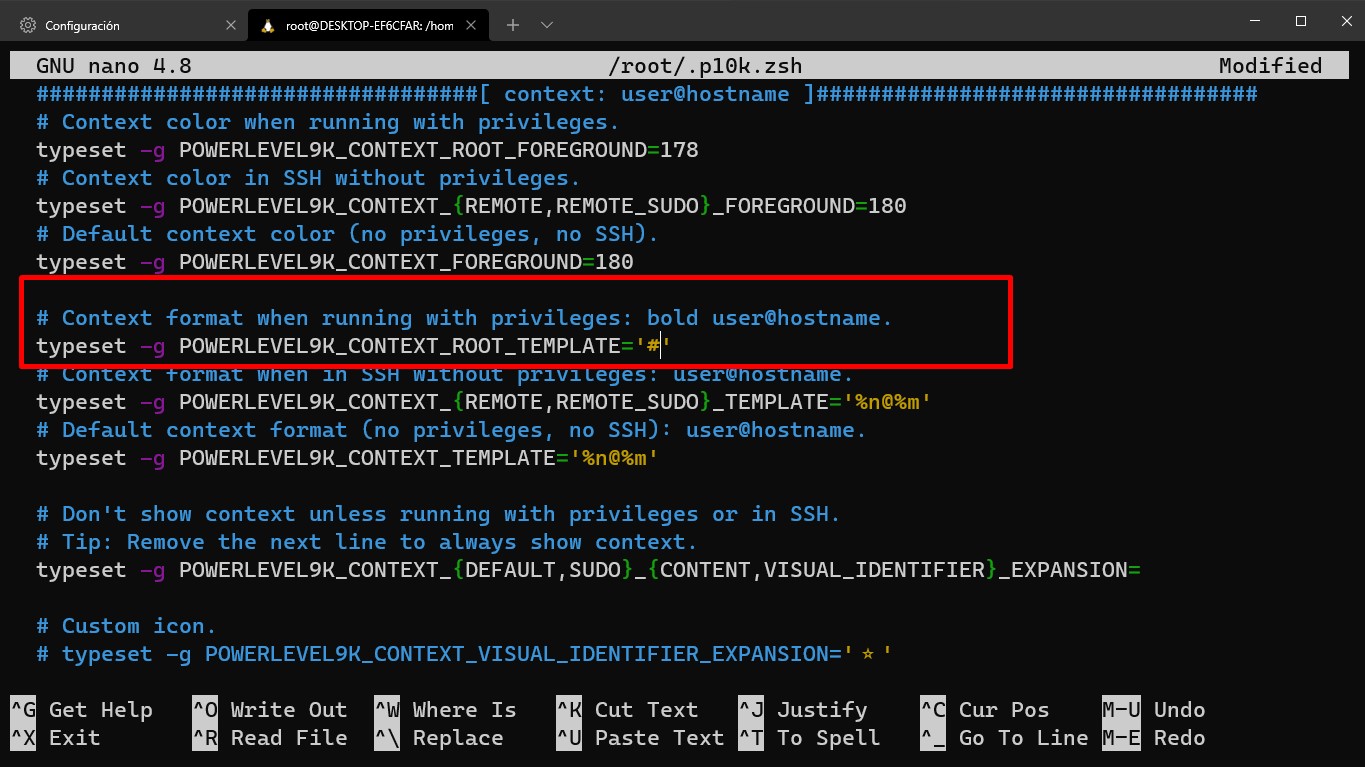 Configuración root@DESKTOP-EF6CFAR: /hom
GNU nano 4.8 /root/.p10k.zsh Modified
##################################[ context: user@hostname ]##################################
# Context color when running with privileges.
typeset -g POWERLEVEL9K_CONTEXT_ROOT_FOREGROUND=178
# Context color in SSH without privileges.
typeset -g POWERLEVEL9K_CONTEXT_{REMOTE,REMOTE_SUDO}_FOREGROUND=180
# Default context color (no privileges, no SSH).
typeset -g POWERLEVEL9K_CONTEXT_FOREGROUND=180
# Context format when running with privileges: bold user@hostname.
typeset -g POWERLEVEL9K_CONTEXT_ROOT_TEMPLATE='#'
# Context format when in SSH without privileges: user@hostname.
typeset -g POWERLEVEL9K_CONTEXT_{REMOTE,REMOTE_SUDO}_TEMPLATE='%n@%m'
# Default context format (no privileges, no SSH): user@hostname.
typeset -g POWERLEVEL9K_CONTEXT_TEMPLATE='%n@%m'
# Don't show context unless running with privileges or in SSH.
# Tip: Remove the next line to always show context.
typeset -g POWERLEVEL9K_CONTEXT_{DEFAULT,SUDO}_{CONTENT,VISUAL_IDENTIFIER}_EXPANSION=
# Custom icon.
# typeset -g POWERLEVEL9K_CONTEXT_VISUAL_IDENTIFIER_EXPANSION='⭐'
^G Get Help ^O Write Out ^W Where Is ^K Cut Text ^J Justify ^C Cur Pos M-U Undo
^X Exit ^R Read File ^\ Replace ^U Paste Text ^T To Spell ^_ Go To Line M-E Redo